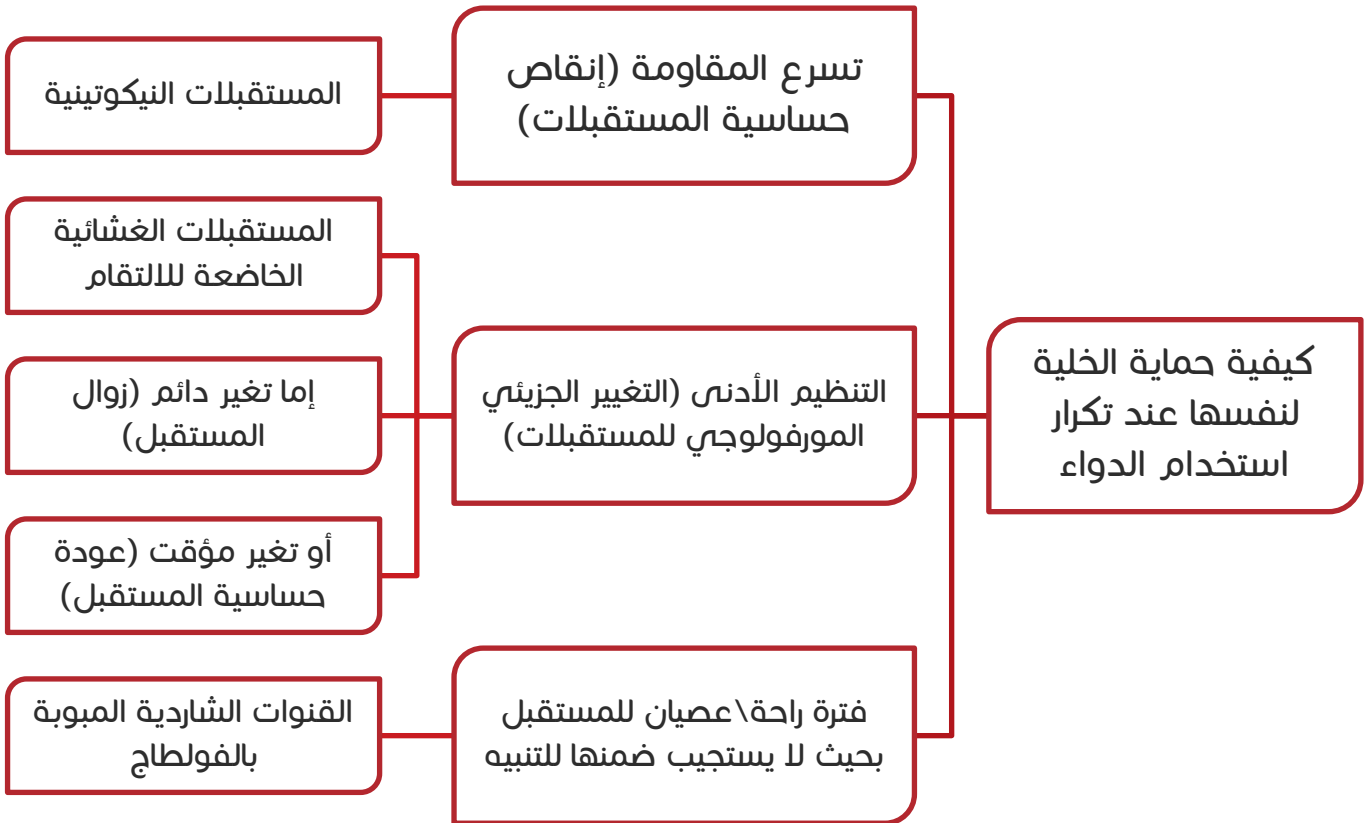 كيفية حماية الخلية
لنفسها عند تكرار
استخدام الدواء
تسرع المقاومة (إنقاص
حساسية المستقبلات)
المستقبلات النيكوتينية
التنظيم الأدنى (التغيير الجزيئي
المورفولوجي للمستقبلات)
المستقبلات الغشائية
الخاضعة للالتقام
إما تغير دائم (زوال
المستقبل)
أو تغير مؤقت (عودة
حساسية المستقبل)
فترة راحة\عصيان للمستقبل
بحيث لا يستجيب ضمنها للتنبيه
القنوات الشاردية المبوبة
بالفولطاج